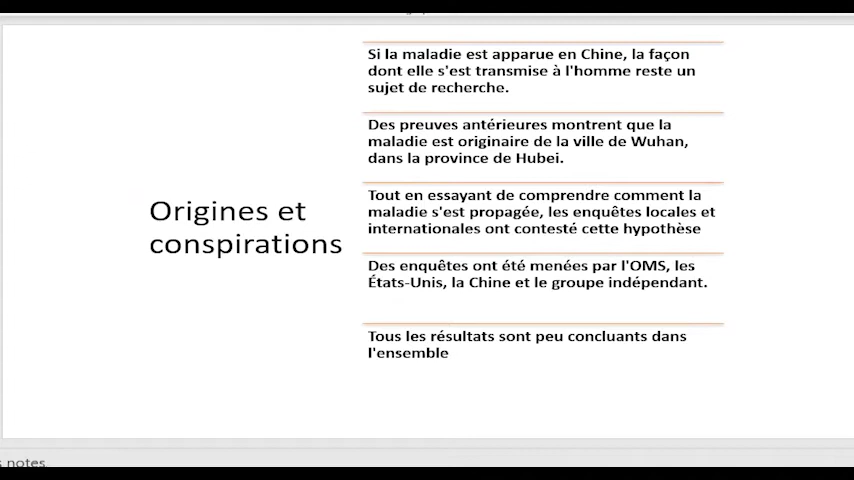 Origines et
conspirations
Si la maladie est apparue en Chine, la façon
dont elle s'est transmise à l'homme reste un
sujet de recherche.
Des preuves antérieures montrent que la
maladie est originaire de la ville de Wuhan,
dans la province de Hubei.
Tout en essayant de comprendre comment la
maladie s'est propagée, les enquêtes locales et
internationales ont contesté cette hypothèse
Des enquêtes ont été menées par l'OMS, les
États-Unis, la Chine et le groupe indépendant.
Tous les résultats sont peu concluants dans
l'ensemble
notes